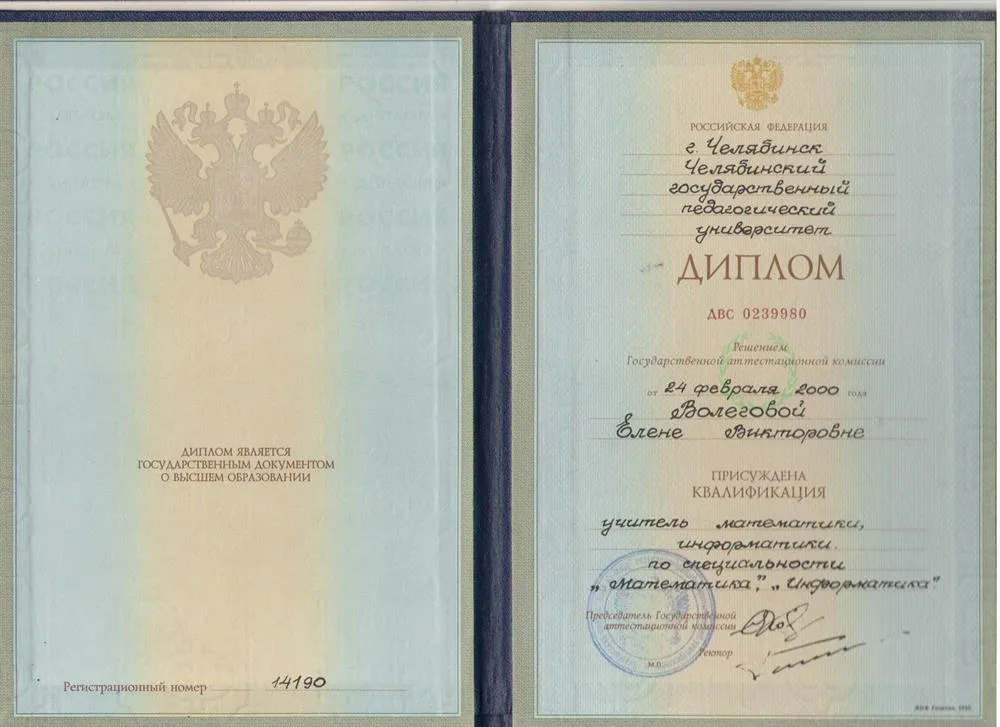 ДИПЛОМ ЯВЛЯЕТСЯ
ГОСУДАРСТВЕННЫМ ДОКУМЕНТОМ
О ВЫСШЕМ ОБРАЗОВАНИИ
Регистрационный номер 14190
РОССИЙСКАЯ ФЕДЕРАЦИЯ
г. Челябинск
Челябинский
государственный
педагогический
университет
ДИПЛОМ
ДВС 0239980
Решением
Государственной аттестационной комиссии
от 24 февраля 2000 года
Волеговой
Елене Викторовне
ПРИСУЖДЕНА
КВАЛИФИКАЦИЯ
учитель математики,
информатики.
по специальности
„Математика", „Информатика"
Председатель Государственной
аттестационной комиссии
Ректор
М.П.